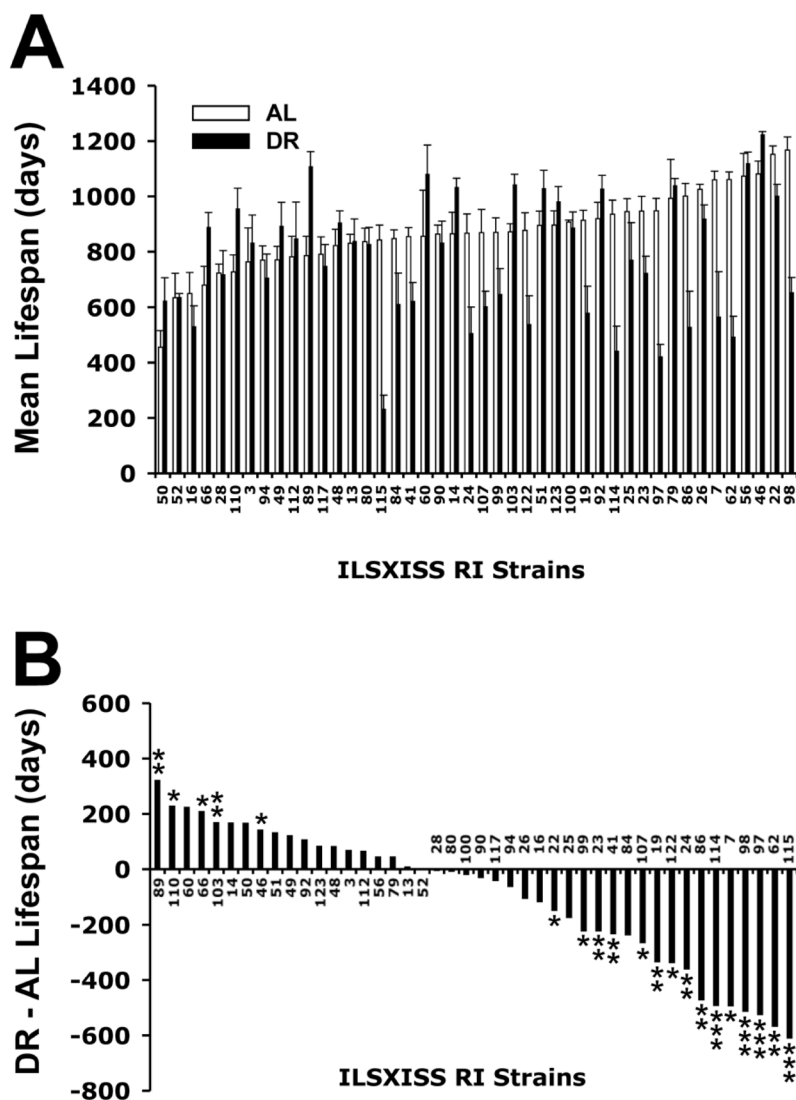 A
Mean Lifespan (days)
1400
1200
1000
800
600
400
200
0
AL
DR
50 52 16 66 28 110 3 94 49 112 89 117 48 13 80 115 84 41 60 90 14 24 107 99 103 122 51 123 100 19 92 114 25 23 97 79 86 26 7 62 56 46 22 98
ILSXISS RI Strains
B
DR - AL Lifespan (days)
600
400
200
0
-200
-400
-600
-800
** * * ** *
89 110 60 66 103 14 50 46 51 49 92 123 48 3 112 56 79 13 52
28 80 100 90 117 94 26 16 22 25 99 23 41 84 107 19 122 24 86 114 7 98 97 62 115
* * ** ** * ** * ** ** *** * *** *** ** ***
ILSXISS RI Strains